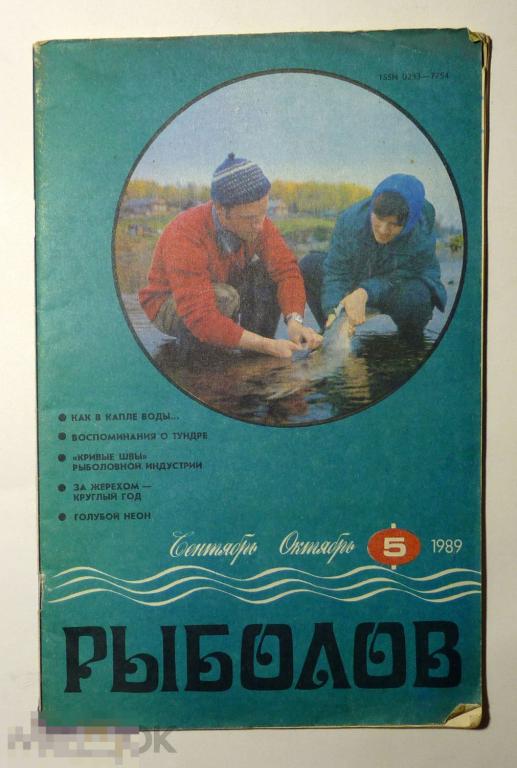 ISSN 0233—7754
● КАК В КАПЛЕ ВОДЫ...
● ВОСПОМИНАНИЯ О ТУНДРЕ
● «КРИВЫЕ ШВЫ»
РЫБОЛОВНОЙ ИНДУСТРИИ
● ЗА ЖЕРЕХОМ —
КРУГЛЫЙ ГОД
● ГОЛУБОЙ НЕОН
Сентябрь Октябрь 5 1989
РЫБОЛОВ